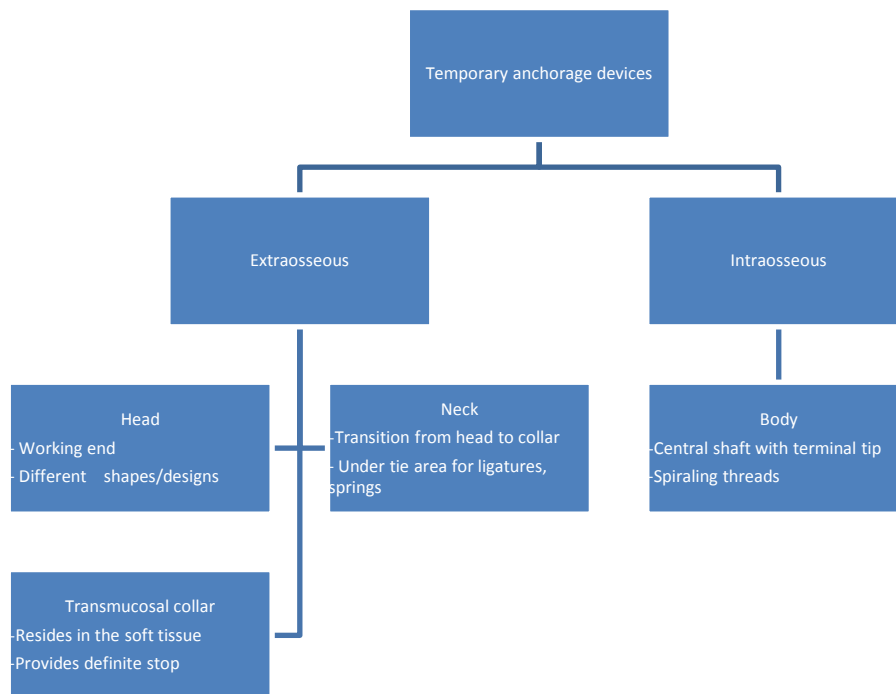 Temporary anchorage devices
Extraosseous
Intraosseous
Head
- Working end
- Different shapes/designs
Neck
-Transition from head to collar
- Under tie area for ligatures,
springs
Body
-Central shaft with terminal tip
-Spiraling threads
Transmucosal collar
-Resides in the soft tissue
-Provides definite stop